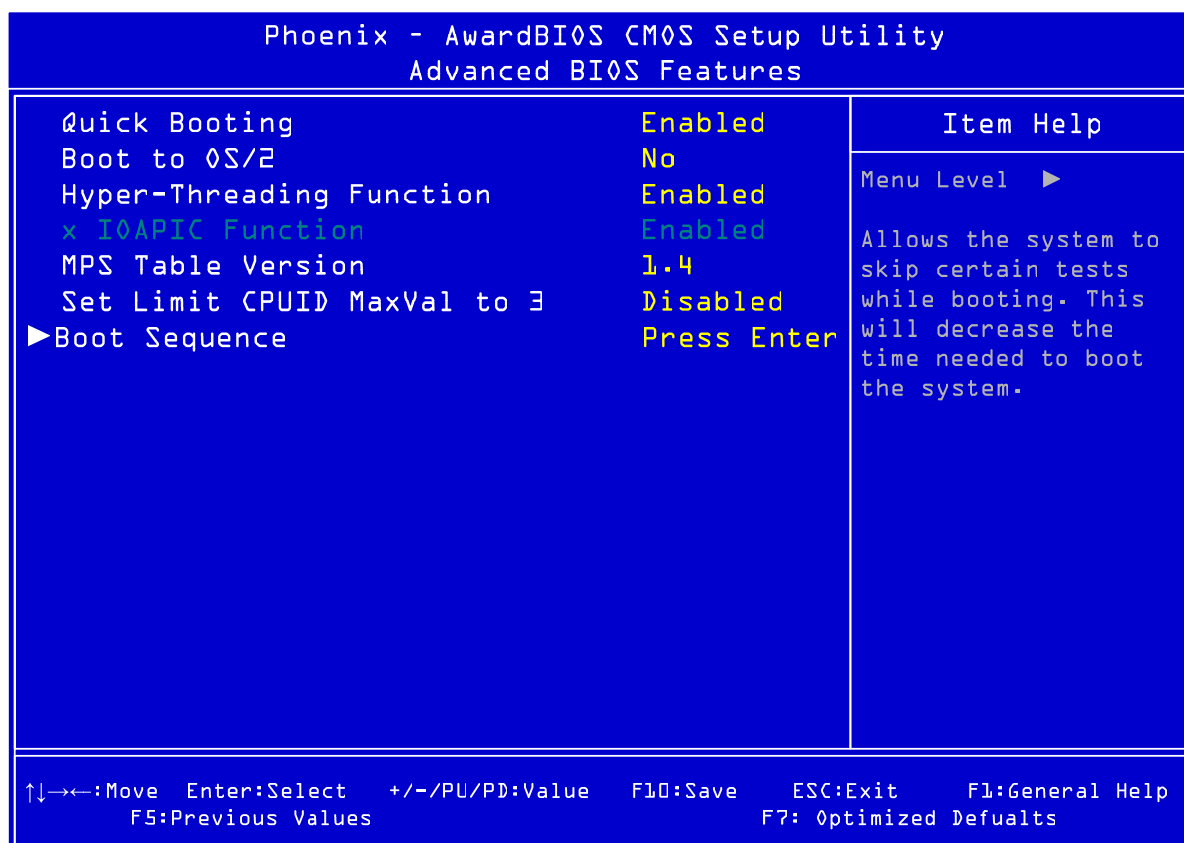 Phoenix - AwardBIOS CMOS Setup Utility
Advanced BIOS Features
Quick Booting Enabled
Boot to OS/2 No
Hyper-Threading Function Enabled
x IOAPIC Function Enabled
MPS Table Version 1.4
Set Limit CPUID MaxVal to 3 Disabled
▶Boot Sequence Press Enter
Item Help
Menu Level ▶
Allows the system to
skip certain tests
while booting. This
will decrease the
time needed to boot
the system.
↑↓→←:Move Enter:Select +/-/PU/PD:Value F10:Save ESC:Exit F1:General Help
F5:Previous Values F7: Optimized Defualts